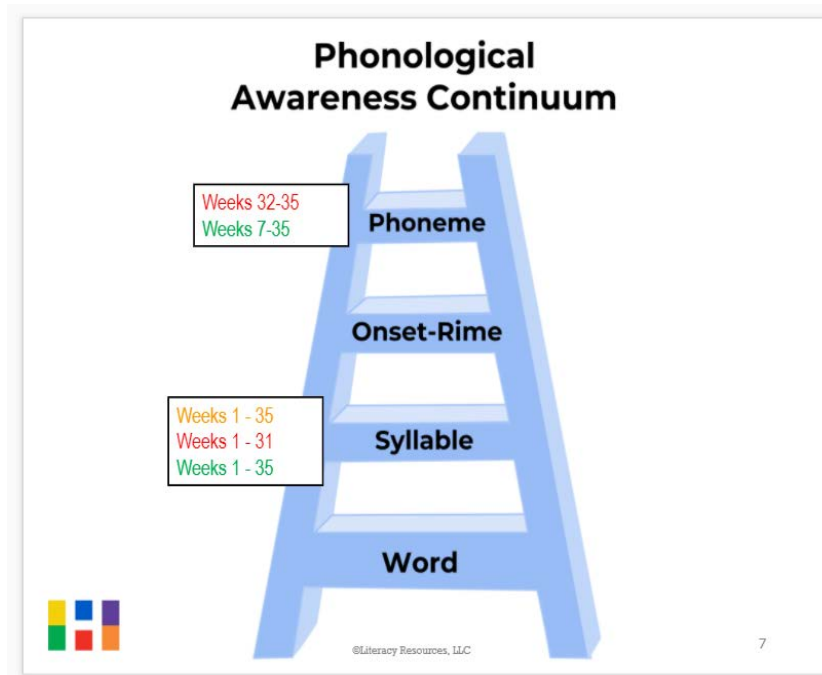 Phonological
Awareness Continuum
Weeks 32-35
Weeks 7-35
Phoneme
Onset-Rime
Weeks 1 - 35
Weeks 1 - 31
Weeks 1 - 35
Syllable
Word
©Literacy Resources, LLC
7